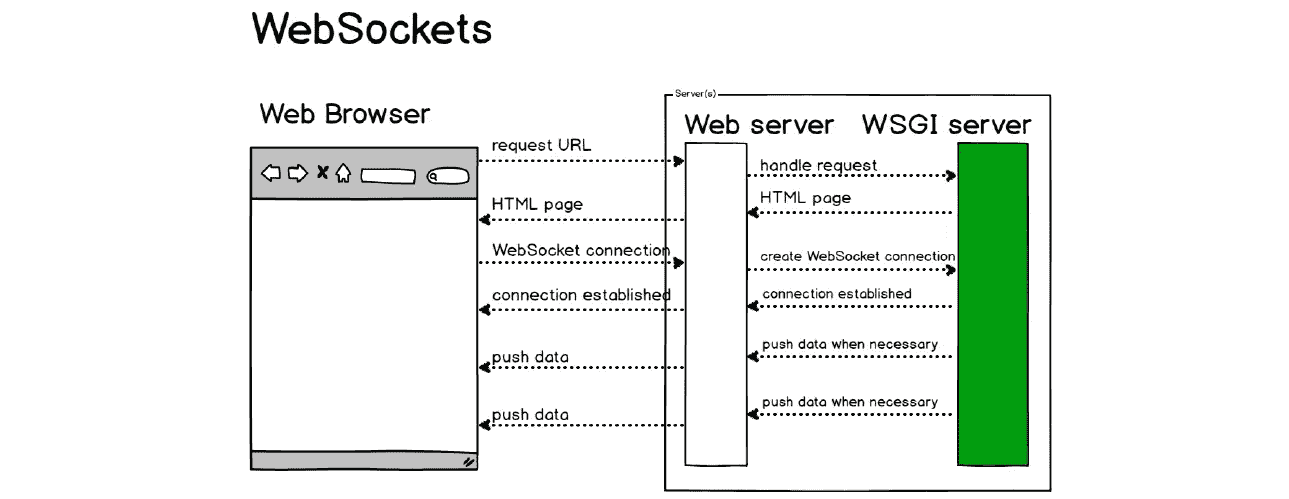 WebSockets
Server(s)
Web Browser
Web server
WSGI server
request URL
handle request
HTML page
HTML page
WebSocket connection
create WebSocket connection
connection established
connection established
push data
push data when necessary
push data
push data when necessary